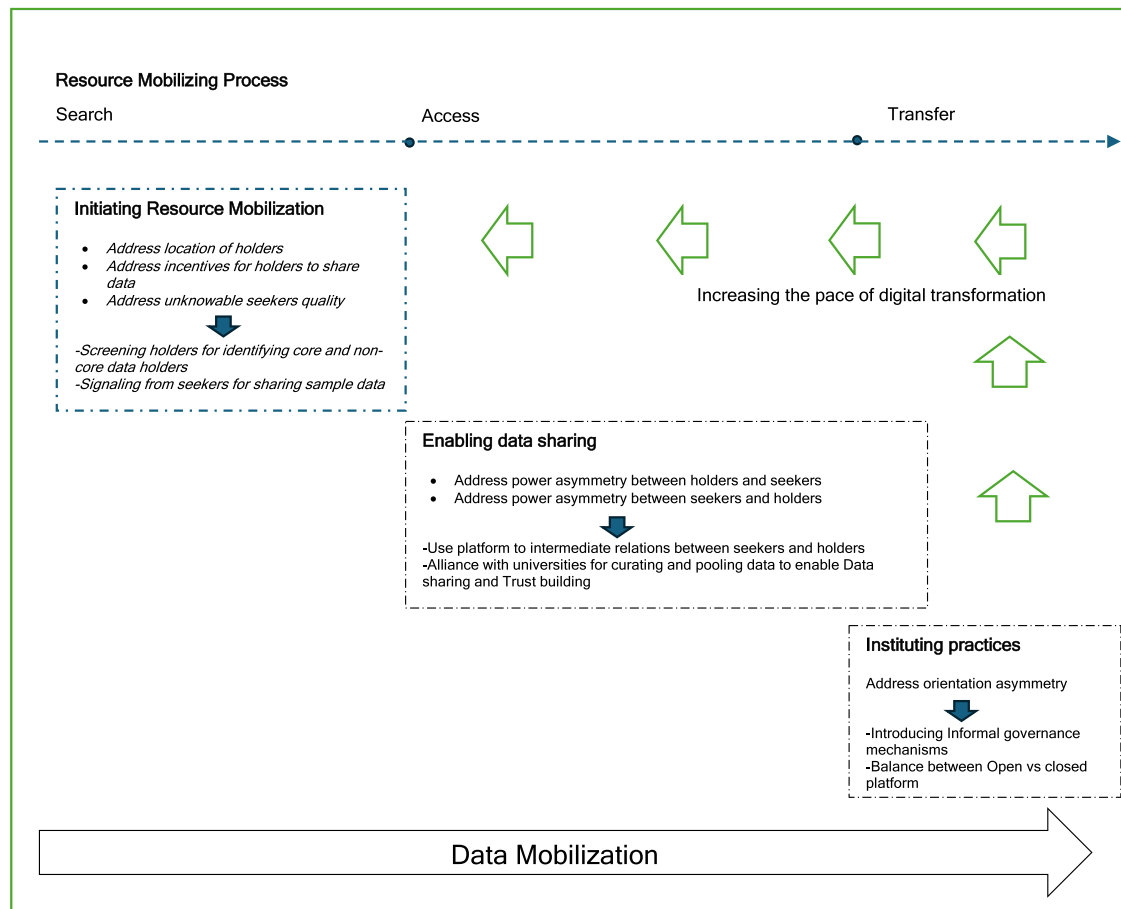 Resource Mobilizing Process
Search
Access
Transfer
Initiating Resource Mobilization
• Address location of holders
• Address incentives for holders to share
data
• Address unknowable seekers quality
-Screening holders for identifying core and non-
core data holders
-Signaling from seekers for sharing sample data
Increasing the pace of digital transformation
Enabling data sharing
• Address power asymmetry between holders and seekers
• Address power asymmetry between seekers and holders
-Use platform to intermediate relations between seekers and holders
-Alliance with universities for curating and pooling data to enable Data
sharing and Trust building
Instituting practices
Address orientation asymmetry
-Introducing Informal governance
mechanisms
-Balance between Open vs closed
platform
Data Mobilization